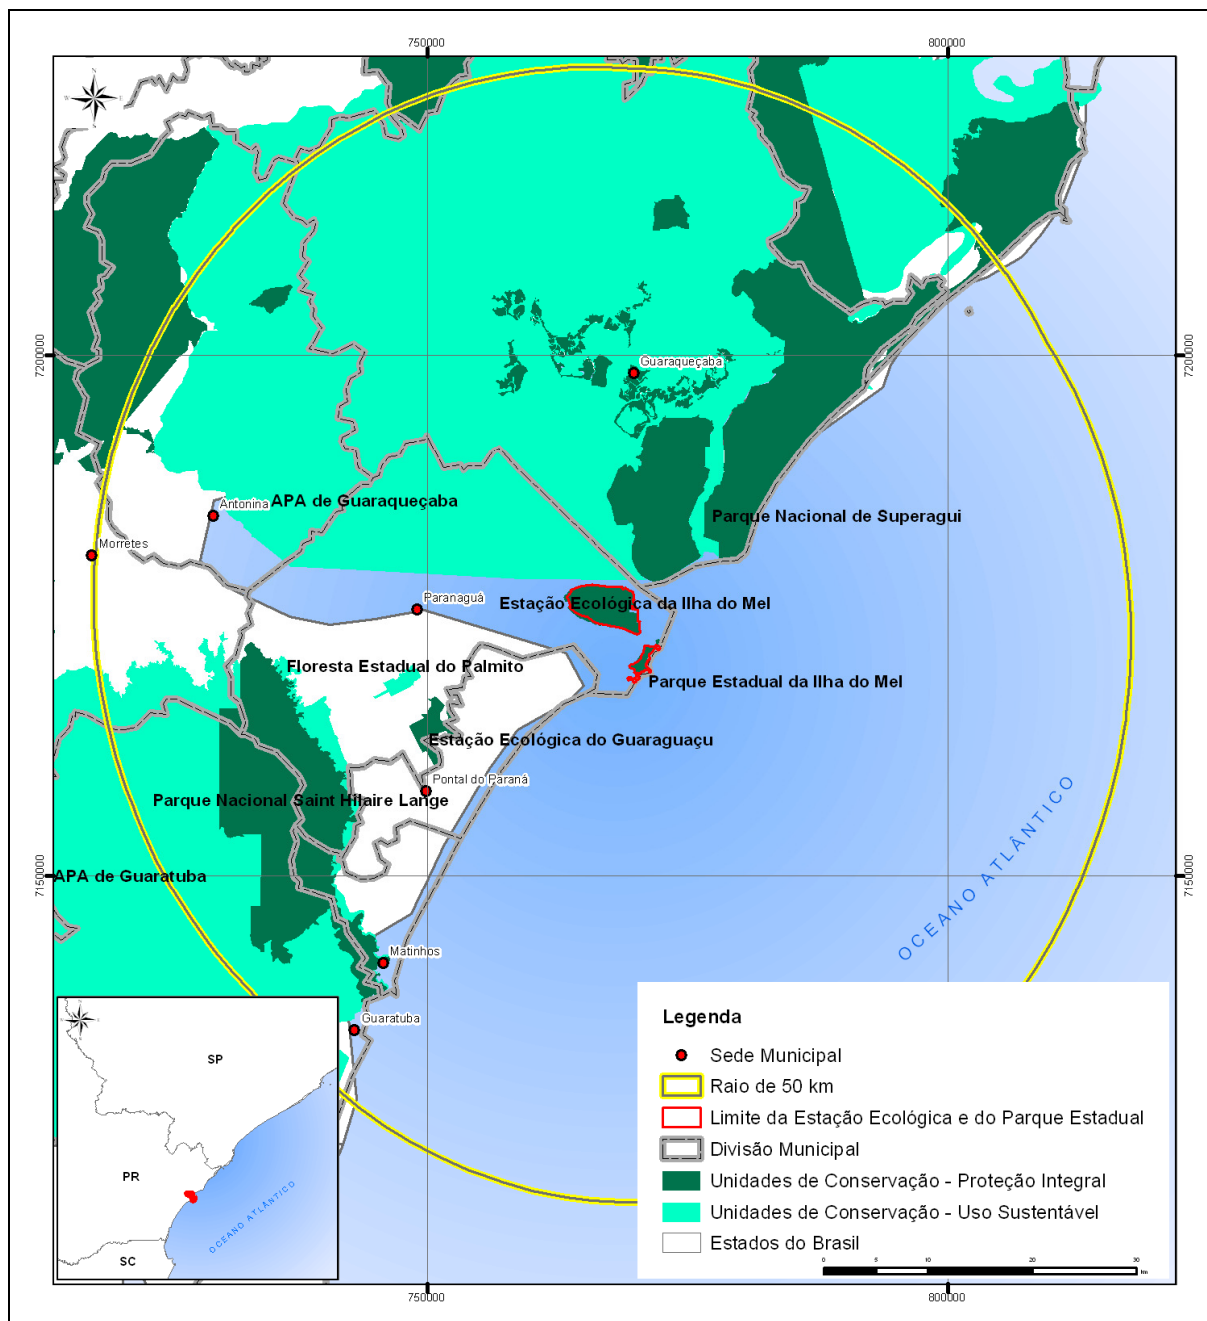 750000
800000
7200000
7200000
Guaraqueçaba
Antonina
APA de Guaraqueçaba
Parque Nacional de Superagui
Morretes
Paranaguá
Estação Ecológica da Ilha do Mel
Floresta Estadual do Palmito
Parque Estadual da Ilha do Mel
Estação Ecológica do Guaraguaçu
Pontal do Paraná
Parque Nacional Saint Hilaire Lange
OCEANO ATLÂNTICO
7150000
APA de Guaratuba
7150000
Matinhos
Guaratuba
SP
PR
SC
OCEANO ATLÂNTICO
Legenda
Sede Municipal
Raio de 50 km
Limite da Estação Ecológica e do Parque Estadual
Divisão Municipal
Unidades de Conservação - Proteção Integral
Unidades de Conservação - Uso Sustentável
Estados do Brasil
0 5 10 20 30
km
750000
800000